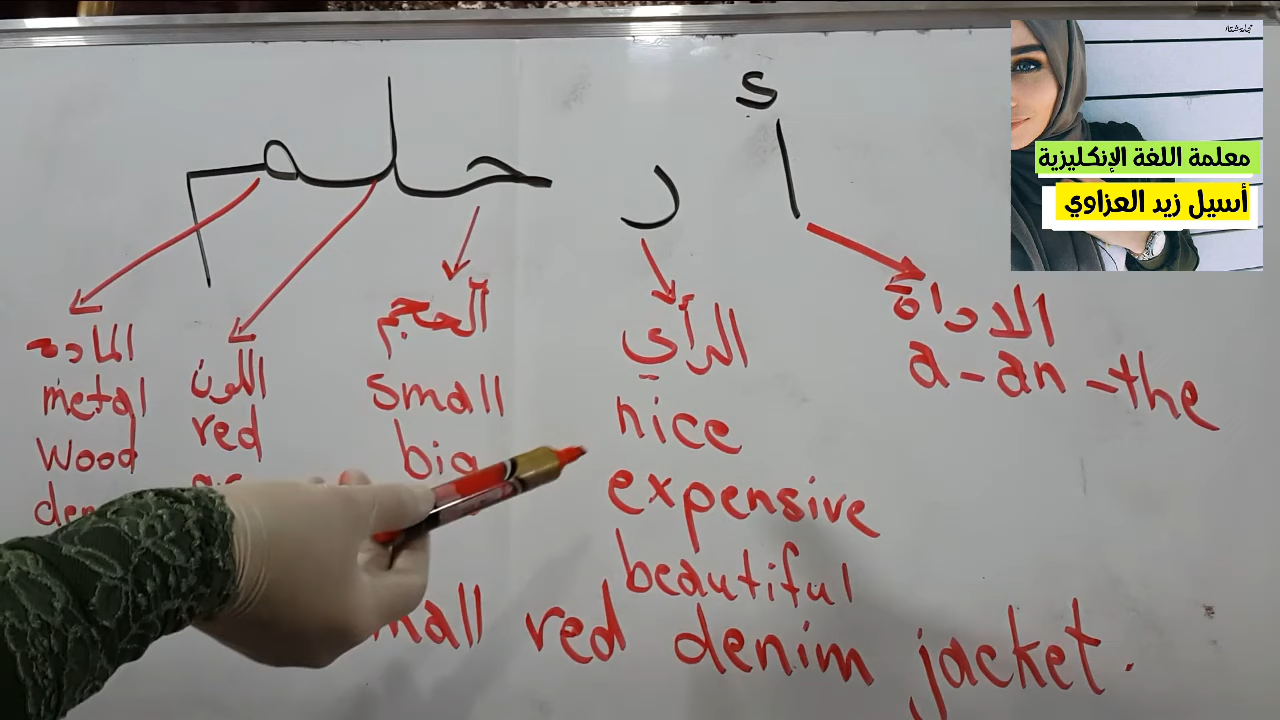 معلمة اللغة الإنكليزية
أسيل زيد العزاوي
s
ا ر حلم
الاداة
a - an - the
الرأي
nice
expensive
beautiful
الحجم
small
big
اللون
red
المادة
metal
wood
small red denim jacket.